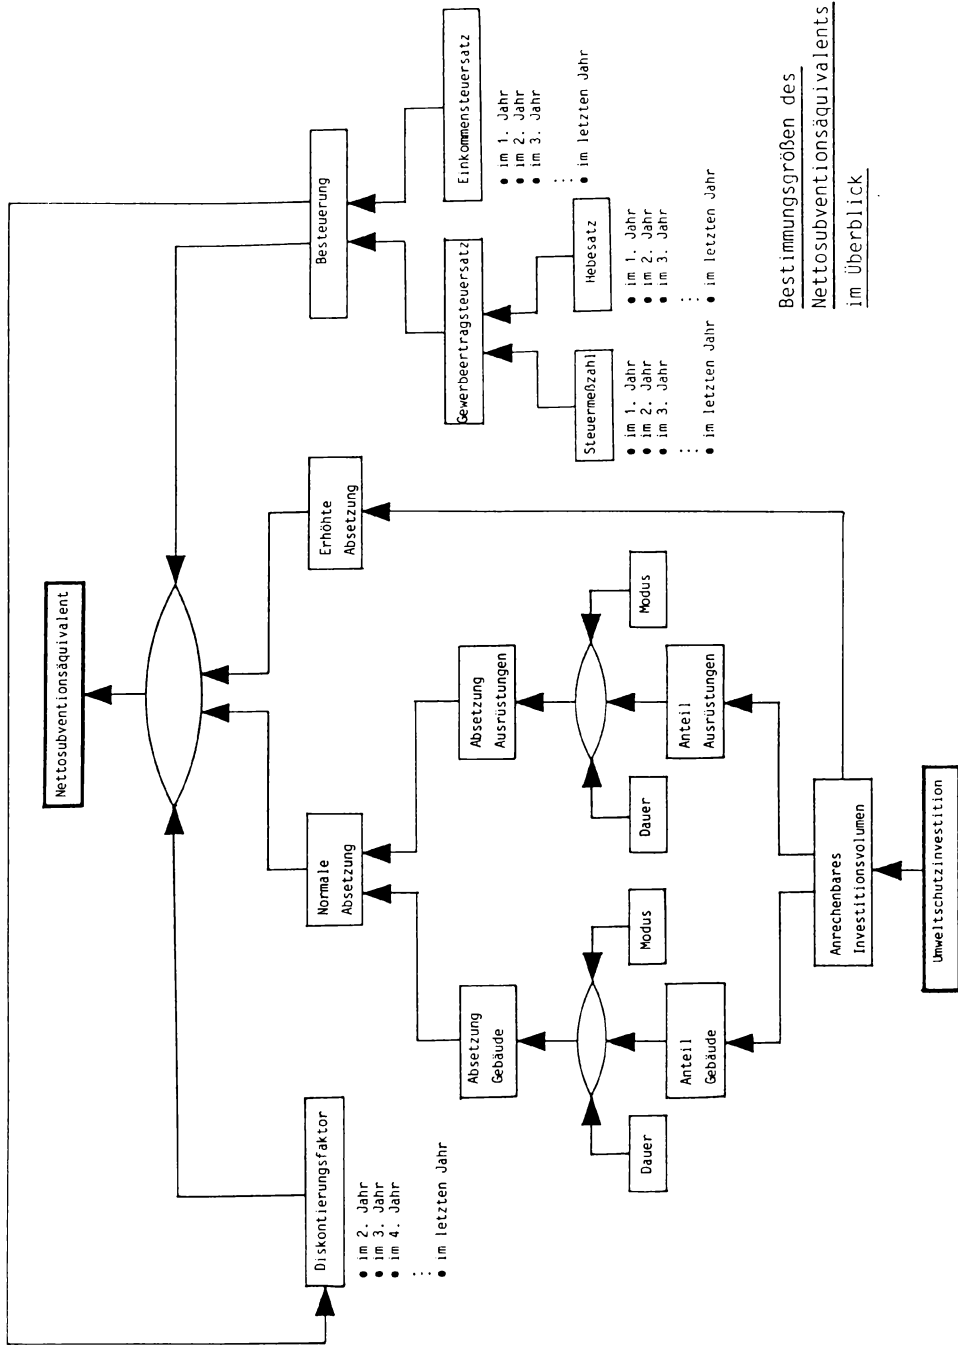 Nettosubventionsäquivalent
Diskontierungsfaktor
● im 2. Jahr
● im 3. Jahr
● im 4. Jahr
⋮
● im letzten Jahr
Normale
Absetzung
Erhöhte
Absetzung
Besteuerung
Absetzung
Gebäude
Absetzung
Ausrüstungen
Gewerbeertragsteuersatz
Einkommensteuersatz
● im 1. Jahr
● im 2. Jahr
● im 3. Jahr
⋮
● im letzten Jahr
Dauer
Modus
Dauer
Modus
Steuermeßzahl
● im 1. Jahr
● im 2. Jahr
● im 3. Jahr
⋮
● im letzten Jahr
Hebesatz
● im 1. Jahr
● im 2. Jahr
● im 3. Jahr
⋮
● im letzten Jahr
Anteil
Gebäude
Anteil
Ausrüstungen
Anrechenbares
Investitionsvolumen
Umweltschutzinvestition
Bestimmungsgrößen des
Nettosubventionsäquivalents
im Überblick